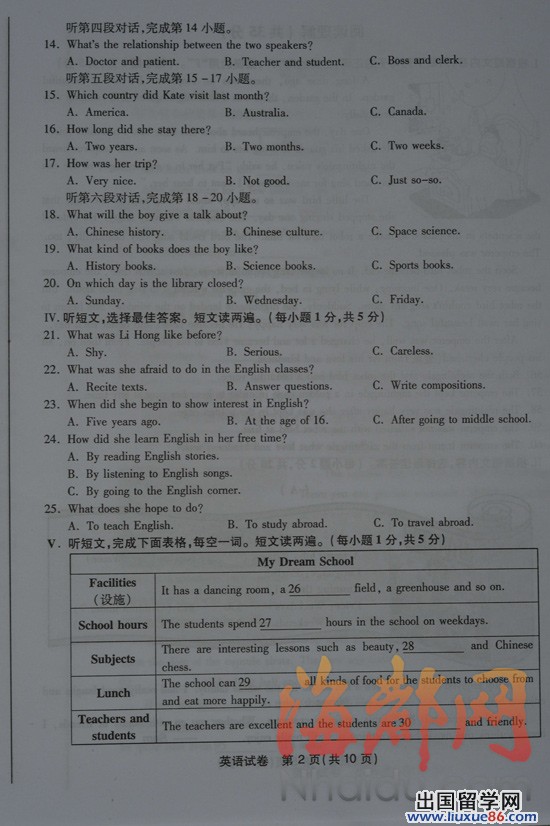 听第四段对话,完成第 14 小题。
14. What's the relationship between the two speakers?
A. Doctor and patient. B. Teacher and student. C. Boss and clerk.
听第五段对话,完成第 15-17 小题。
15. Which country did Kate visit last month?
A. America. B. Australia. C. Canada.
16. How long did she stay there?
A. Two years. B. Two months. C. Two weeks.
17. How was her trip?
A. Very nice. B. Not good. C. Just so-so.
听第六段对话,完成第 18-20 小题。
18. What will the boy give a talk about?
A. Chinese history. B. Chinese culture. C. Space science.
19. What kind of books does the boy like?
A. History books. B. Science books. C. Sports books.
20. On which day is the library closed?
A. Sunday. B. Wednesday. C. Friday.
IV. 听短文,选择最佳答案。短文读两遍。(每小题 1 分,共 5 分)
21. What was Li Hong like before?
A. Shy. B. Serious. C. Careless.
22. What was she afraid to do in the English classes?
A. Recite texts. B. Answer questions. C. Write compositions.
23. When did she begin to show interest in English?
A. Five years ago. B. At the age of 16. C. After going to middle school.
24. How did she learn English in her free time?
A. By reading English stories.
B. By listening to English songs.
C. By going to the English corner.
25. What does she hope to do?
A. To teach English. B. To study abroad. C. To travel abroad.
V. 听短文,完成下面表格,每空一词。短文读两遍。(每小题 1 分,共 5 分)
My Dream School
Facilities
(设施)
It has a dancing room, a 26 ________ field, a greenhouse and so on.
School hours The students spend 27 ________ hours in the school on weekdays.
Subjects
There are interesting lessons such as beauty, 28 ________ and Chinese
chess.
Lunch
The school can 29 ________ all kinds of food for the students to choose from
and eat more happily.
Teachers and
students
The teachers are excellent and the students are 30 ________ and friendly.
英语试卷 第 2 页(共 10 页)
海都网
出国留学网
www.liuxue86.com